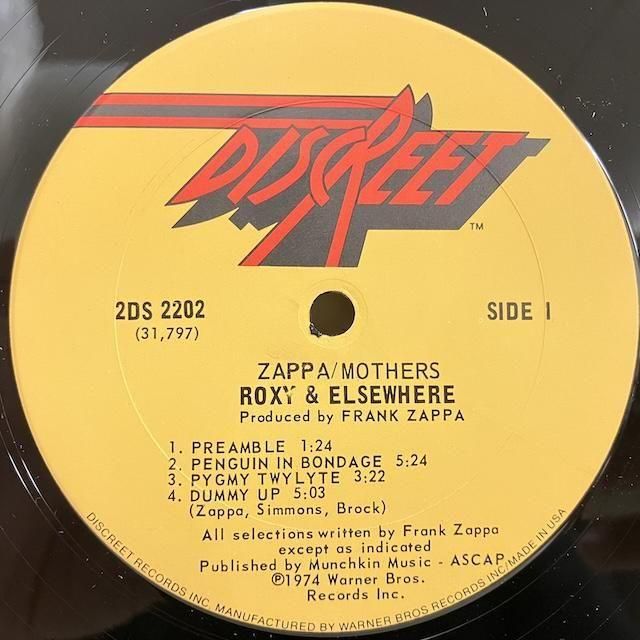 DISCREET
TM
2DS 2202
(31,797)
SIDE 1
ZAPPA/MOTHERS
ROXY & ELSEWHERE
Produced by FRANK ZAPPA
1. PREAMBLE 1:24
2. PENGUIN IN BONDAGE 5:24
3. PYGMY TWYLYTE 3:22
4. DUMMY UP 5:03
(Zappa, Simmons, Brock)
All selections written by Frank Zappa
except as indicated
Published by Munchkin Music - ASCAP
℗1974 Warner Bros.
Records Inc.
DISCREET RECORDS INC. MANUFACTURED BY WARNER BROS RECORDS INC/MADE IN USA